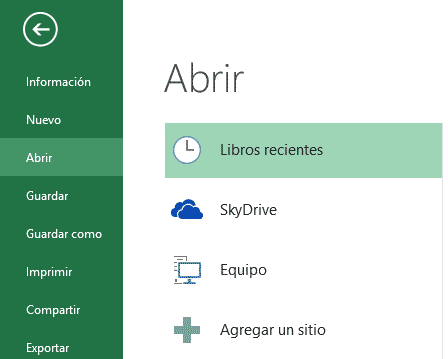 Información
Nuevo
Abrir
Guardar
Guardar como
Imprimir
Compartir
Exportar
Abrir
Libros recientes
SkyDrive
Equipo
Agregar un sitio